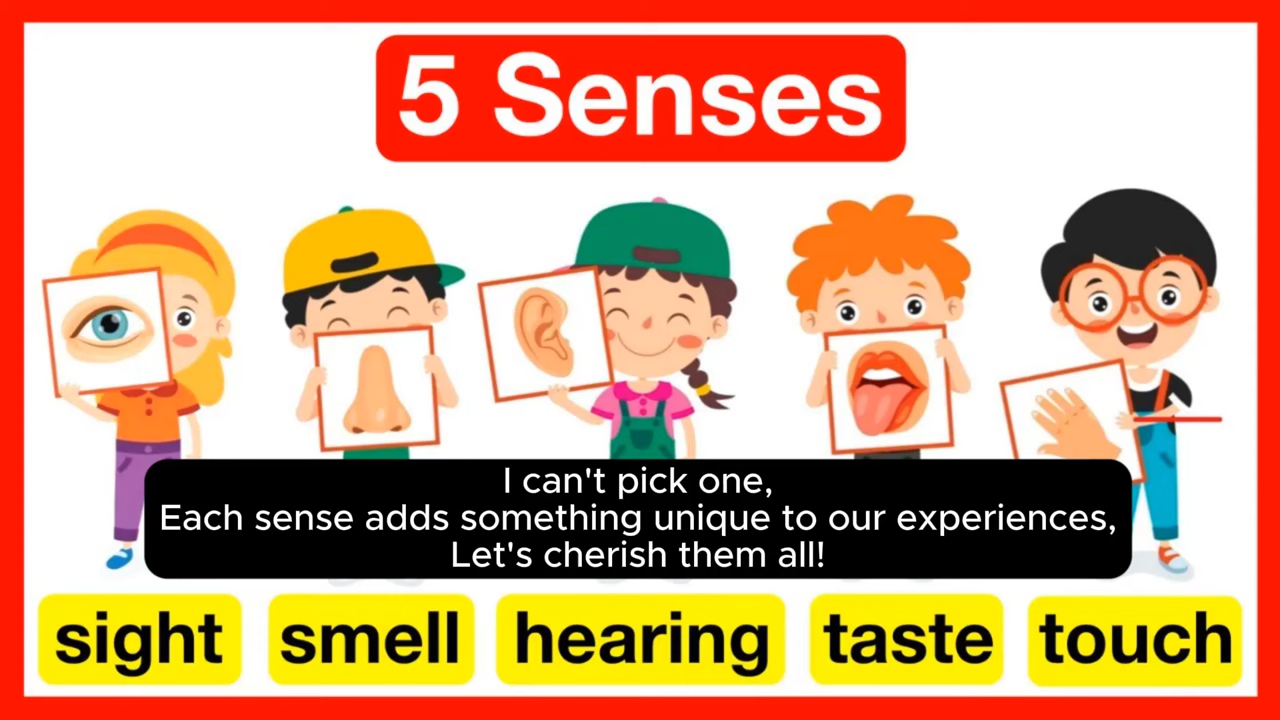 5 Senses
I can't pick one,
Each sense adds something unique to our experiences,
Let's cherish them all!
sight smell hearing taste touch